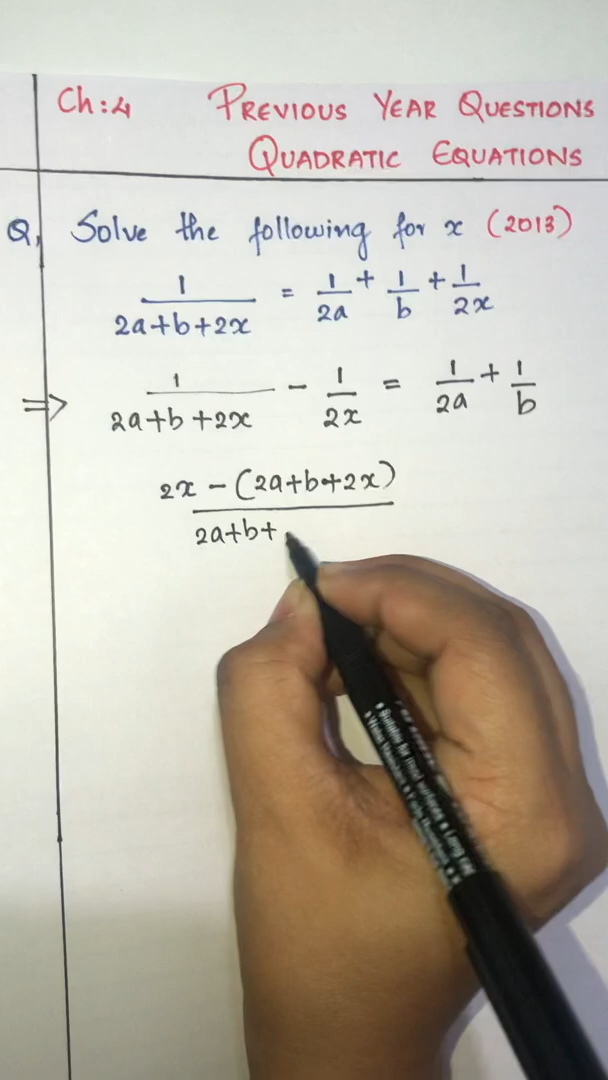 Ch:4 PREVIOUS YEAR QUESTIONS
QUADRATIC EQUATIONS
Q, Solve the following for x (2013)
1/(2a+b+2x) = 1/2a + 1/b + 1/2x
=> 1/(2a+b+2x) - 1/2x = 1/2a + 1/b
2x - (2a+b+2x)
2a+b+